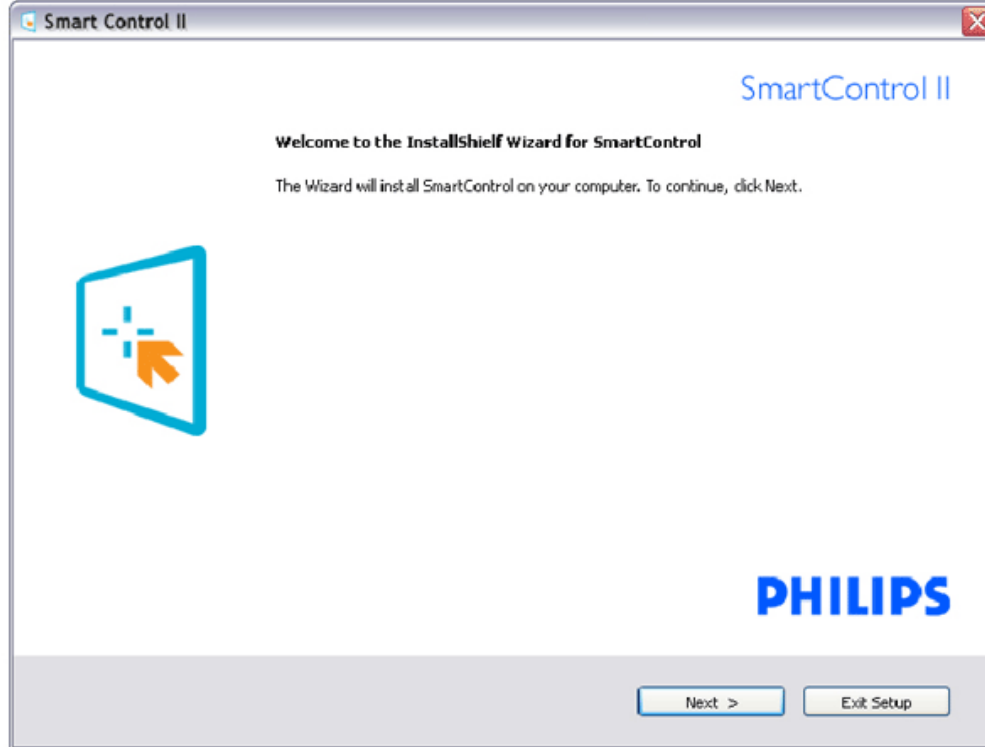 Smart Control II
SmartControl II
Welcome to the InstallShield Wizard for SmartControl
The Wizard will install SmartControl on your computer. To continue, click Next.
PHILIPS
Next >
Exit Setup